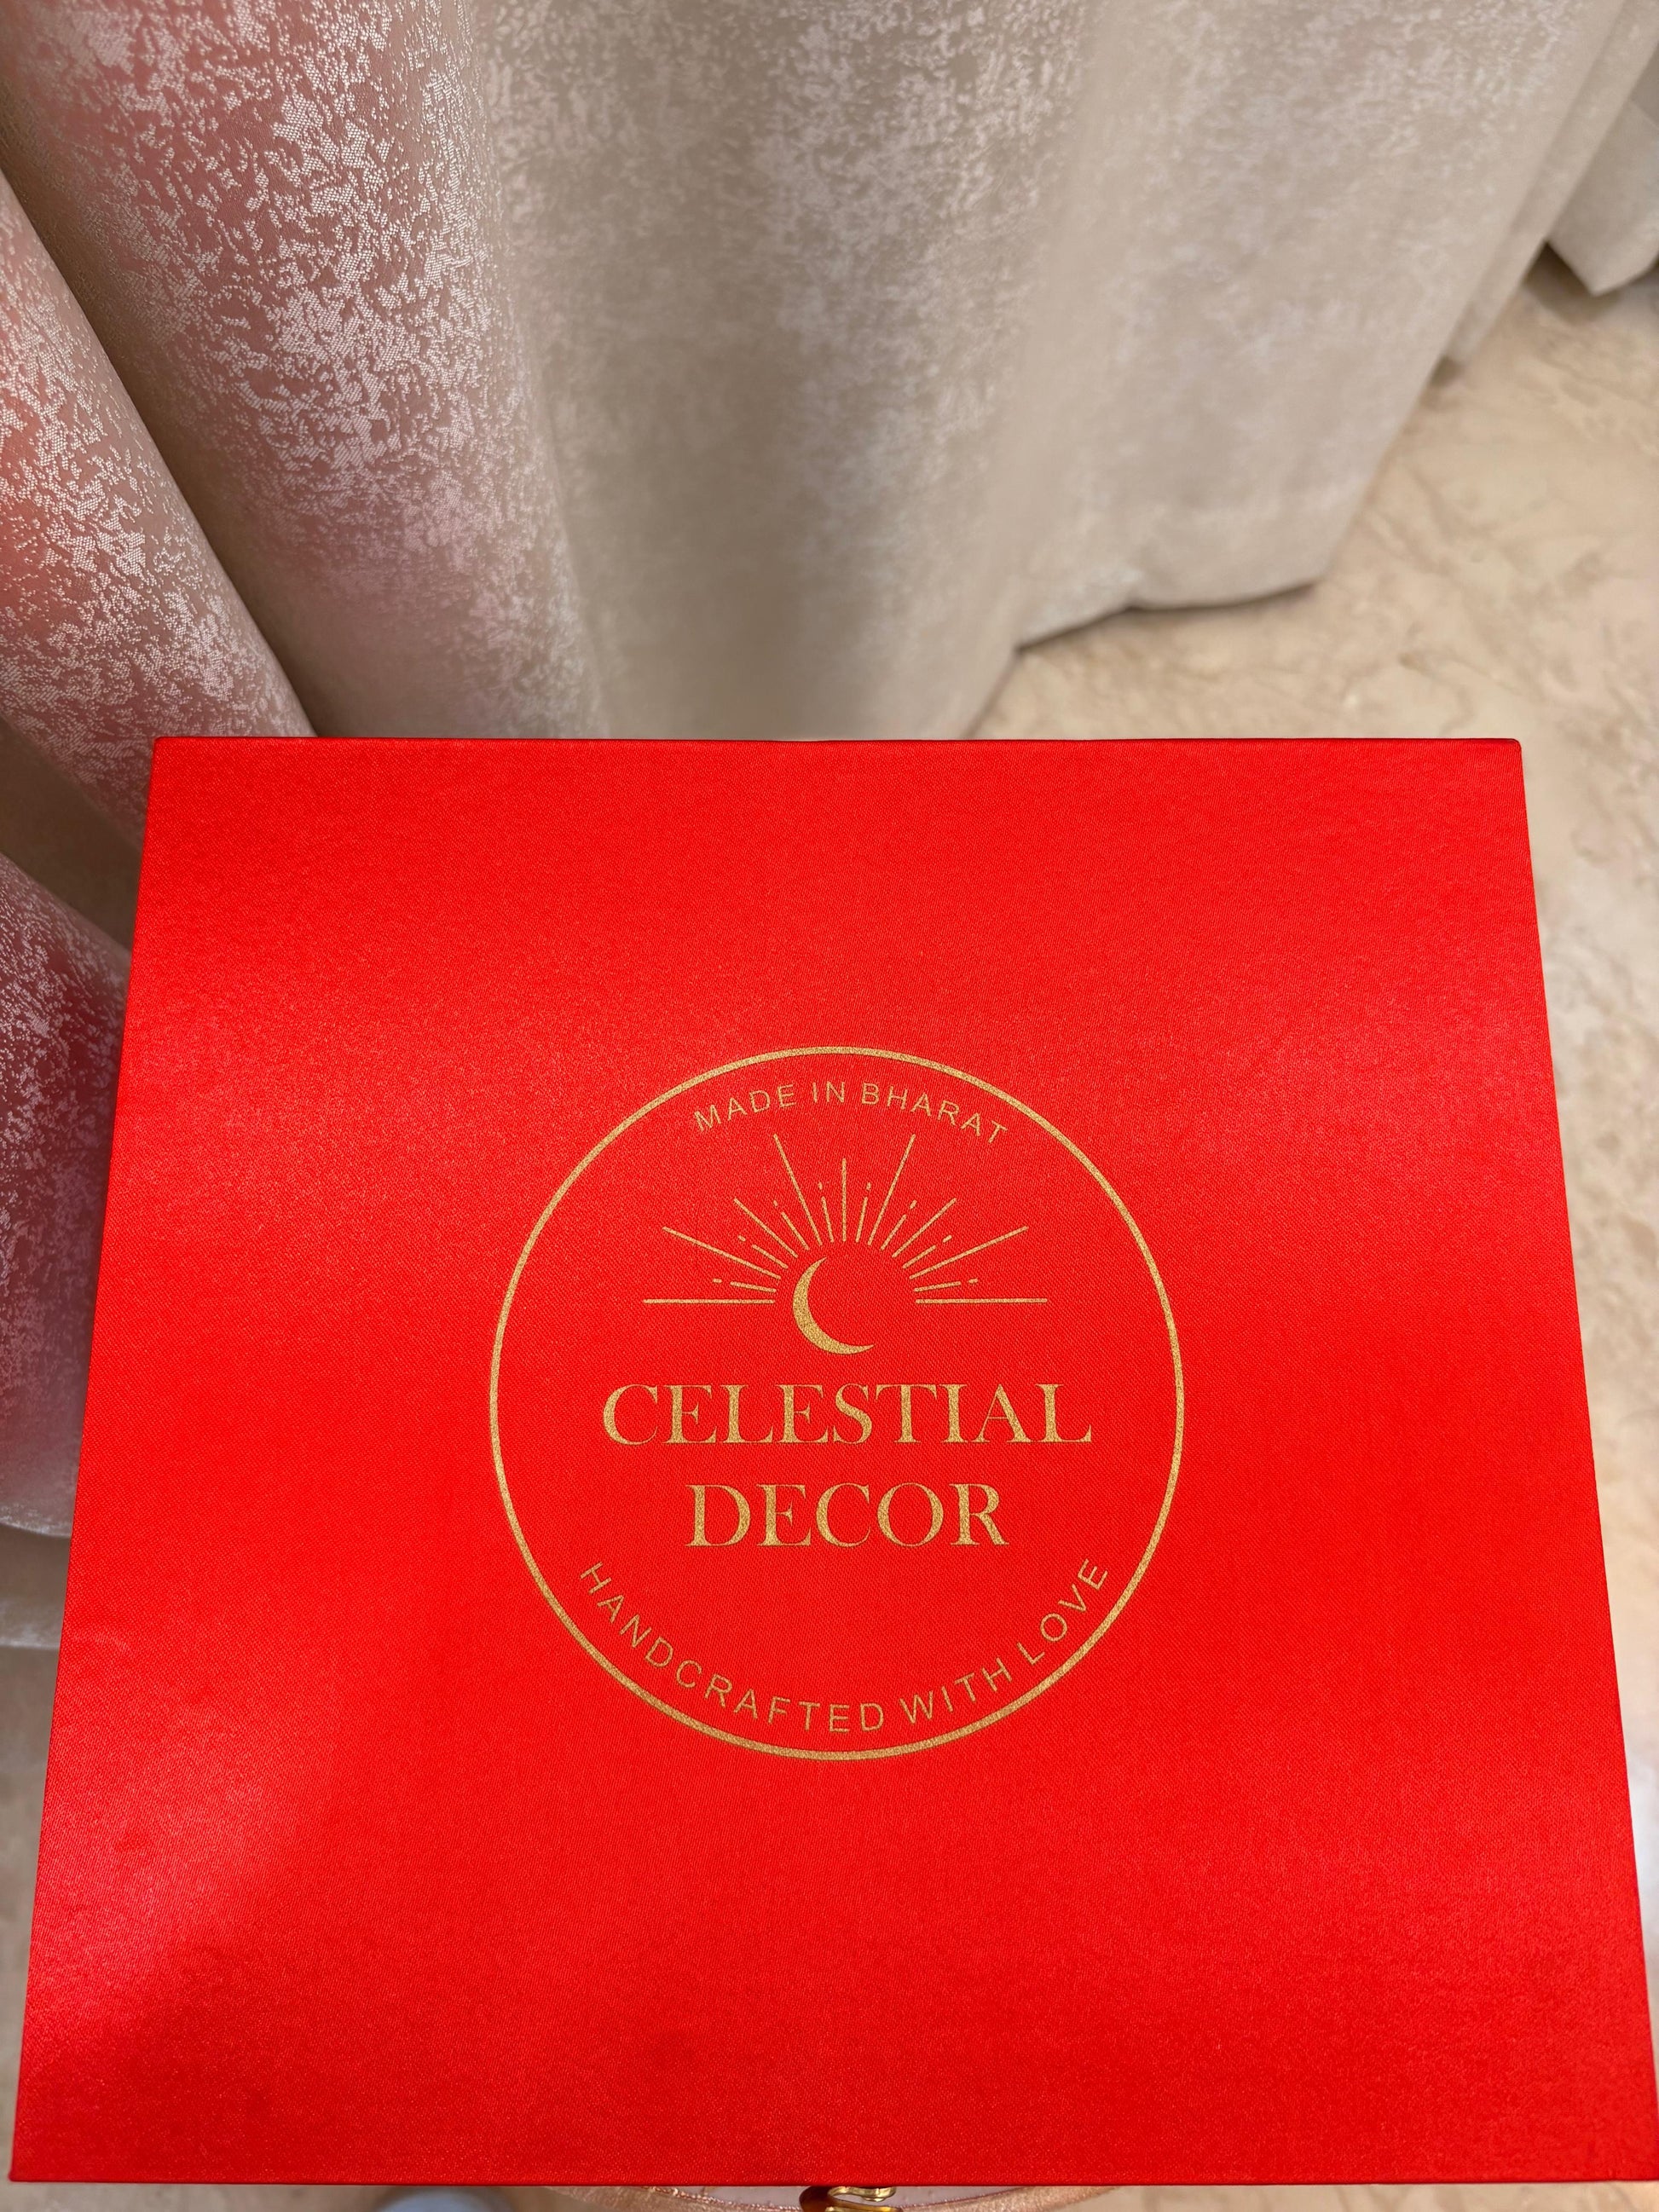 MADE IN BHARAT
CELESTIAL
DECOR
HANDCRAFTED WITH LOVE